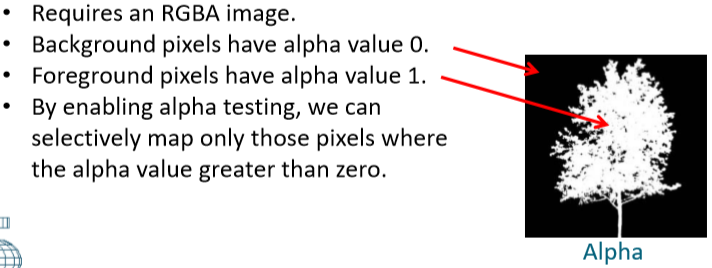 • Requires an RGBA image.
• Background pixels have alpha value 0.
• Foreground pixels have alpha value 1.
• By enabling alpha testing, we can
selectively map only those pixels where
the alpha value greater than zero.
Alpha